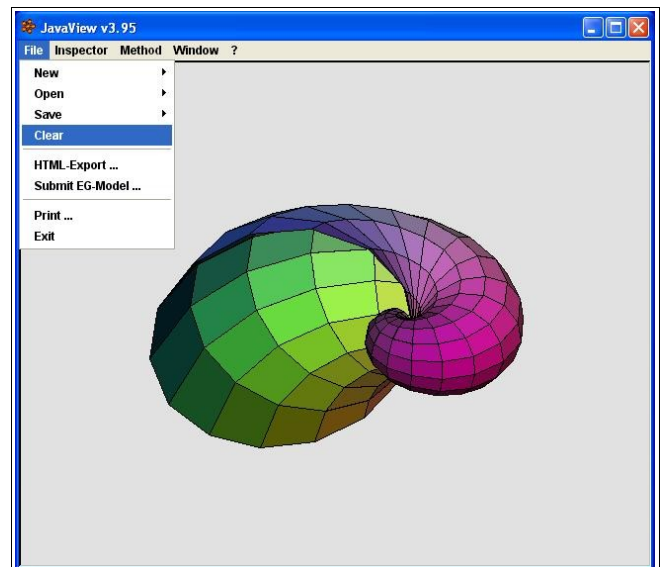 JavaView v3.95
File Inspector Method Window ?
New
Open
Save
Clear
HTML-Export ...
Submit EG-Model ...
Print ...
Exit